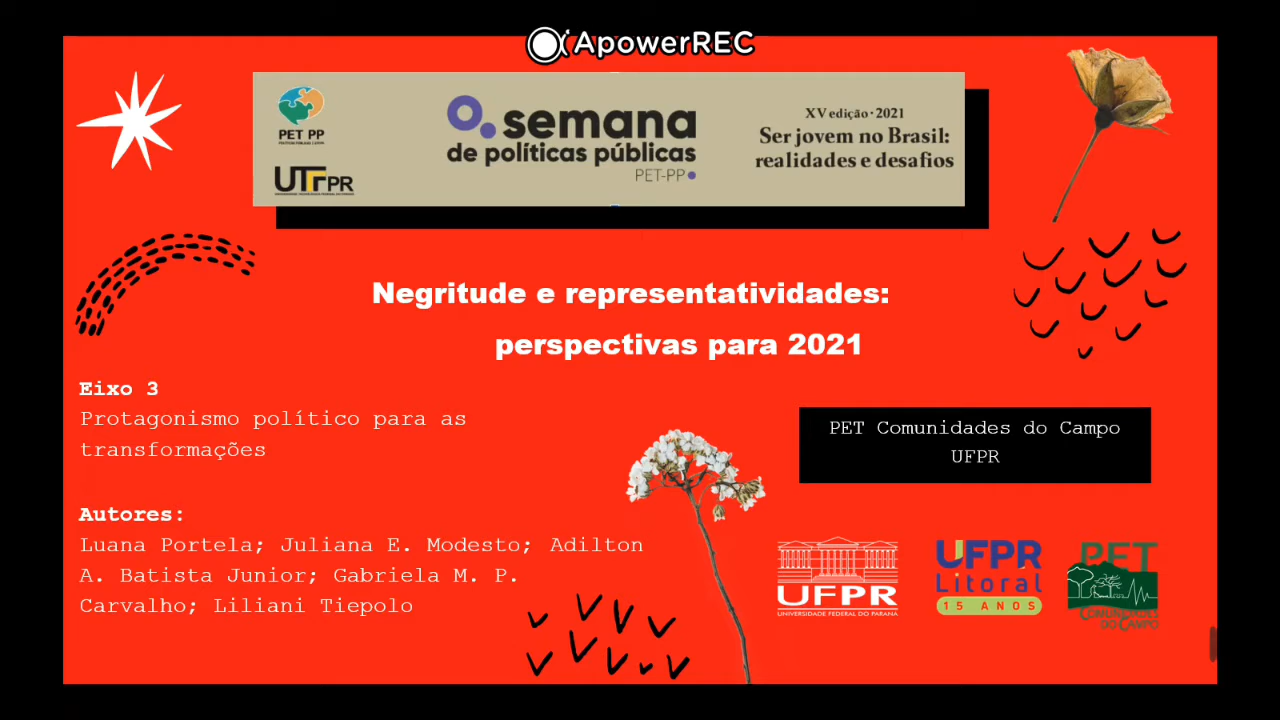 ApowerREC
PET PP
UTFPR
semana
de políticas públicas
PET-PP
XV edição · 2021
Ser jovem no Brasil:
realidades e desafios
Negritude e representatividades:
perspectivas para 2021
Eixo 3
Protagonismo político para as
transformações
Autores:
Luana Portela; Juliana E. Modesto; Adilton
A. Batista Junior; Gabriela M. P.
Carvalho; Liliani Tiepolo
PET Comunidades do Campo
UFPR
UFPR
UNIVERSIDADE FEDERAL DO PARANÁ
UFPR
Litoral
15 ANOS
PET
COMUNIDADES
DO CAMPO